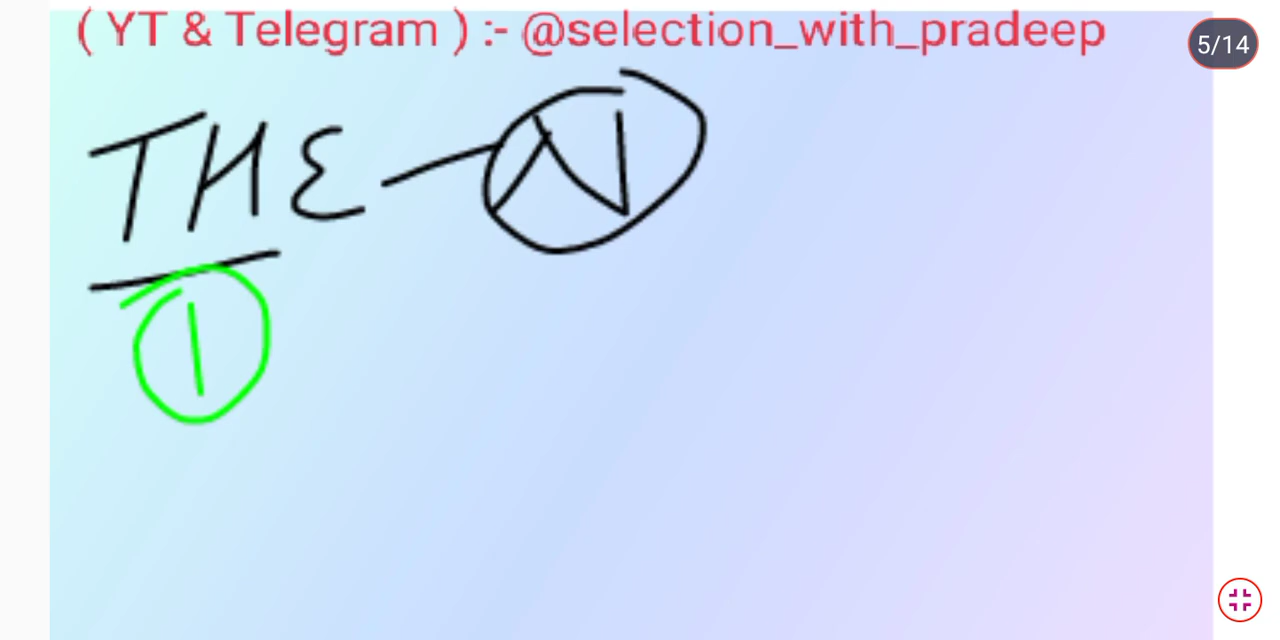 ( YT & Telegram ) :- @selection_with_pradeep
5/14
THE - N
1